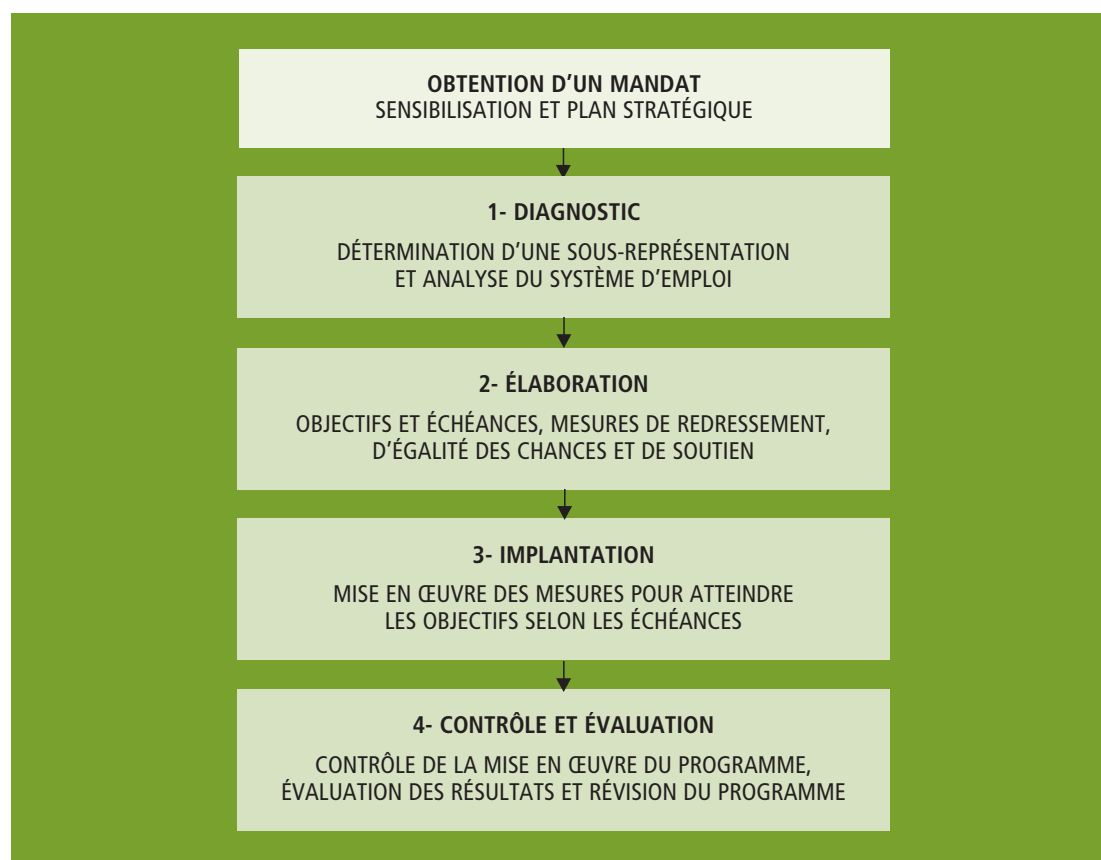 OBTENTION D’UN MANDAT
SENSIBILISATION ET PLAN STRATÉGIQUE
1- DIAGNOSTIC
DÉTERMINATION D’UNE SOUS-REPRÉSENTATION
ET ANALYSE DU SYSTÈME D’EMPLOI
2- ÉLABORATION
OBJECTIFS ET ÉCHÉANCES, MESURES DE REDRESSEMENT,
D’ÉGALITÉ DES CHANCES ET DE SOUTIEN
3- IMPLANTATION
MISE EN ŒUVRE DES MESURES POUR ATTEINDRE
LES OBJECTIFS SELON LES ÉCHÉANCES
4- CONTRÔLE ET ÉVALUATION
CONTRÔLE DE LA MISE EN ŒUVRE DU PROGRAMME,
ÉVALUATION DES RÉSULTATS ET RÉVISION DU PROGRAMME